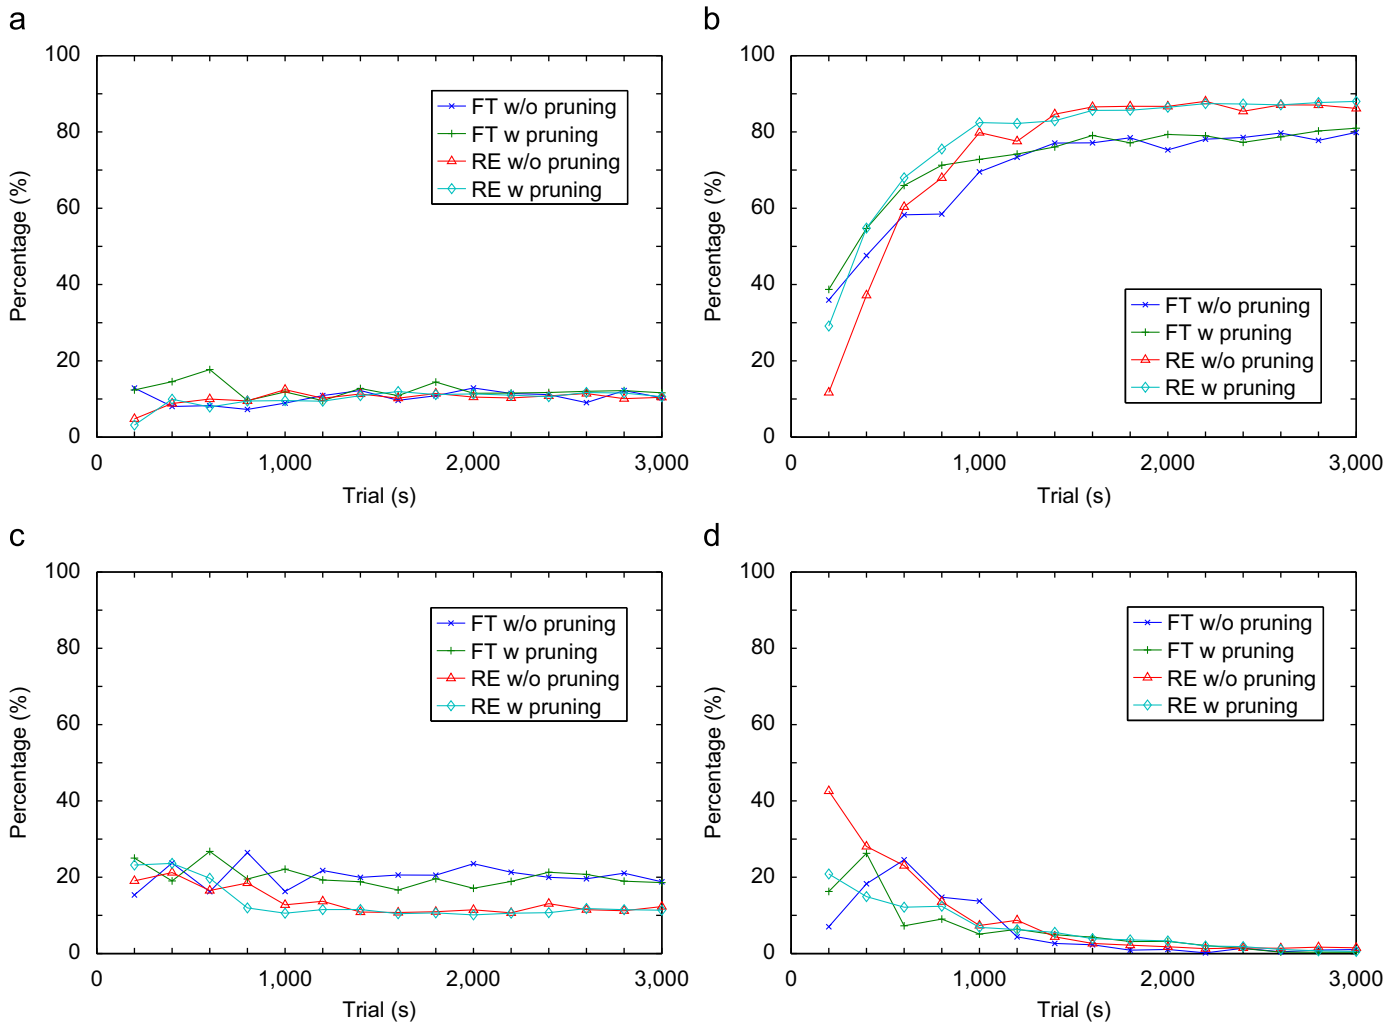 a
100
80
60
40
20
0
Percentage (%)
FT w/o pruning
FT w pruning
RE w/o pruning
RE w pruning
0 1,000 2,000 3,000
Trial (s)
b
100
80
60
40
20
0
Percentage (%)
FT w/o pruning
FT w pruning
RE w/o pruning
RE w pruning
0 1,000 2,000 3,000
Trial (s)
c
100
80
60
40
20
0
Percentage (%)
FT w/o pruning
FT w pruning
RE w/o pruning
RE w pruning
0 1,000 2,000 3,000
Trial (s)
d
100
80
60
40
20
0
Percentage (%)
FT w/o pruning
FT w pruning
RE w/o pruning
RE w pruning
0 1,000 2,000 3,000
Trial (s)